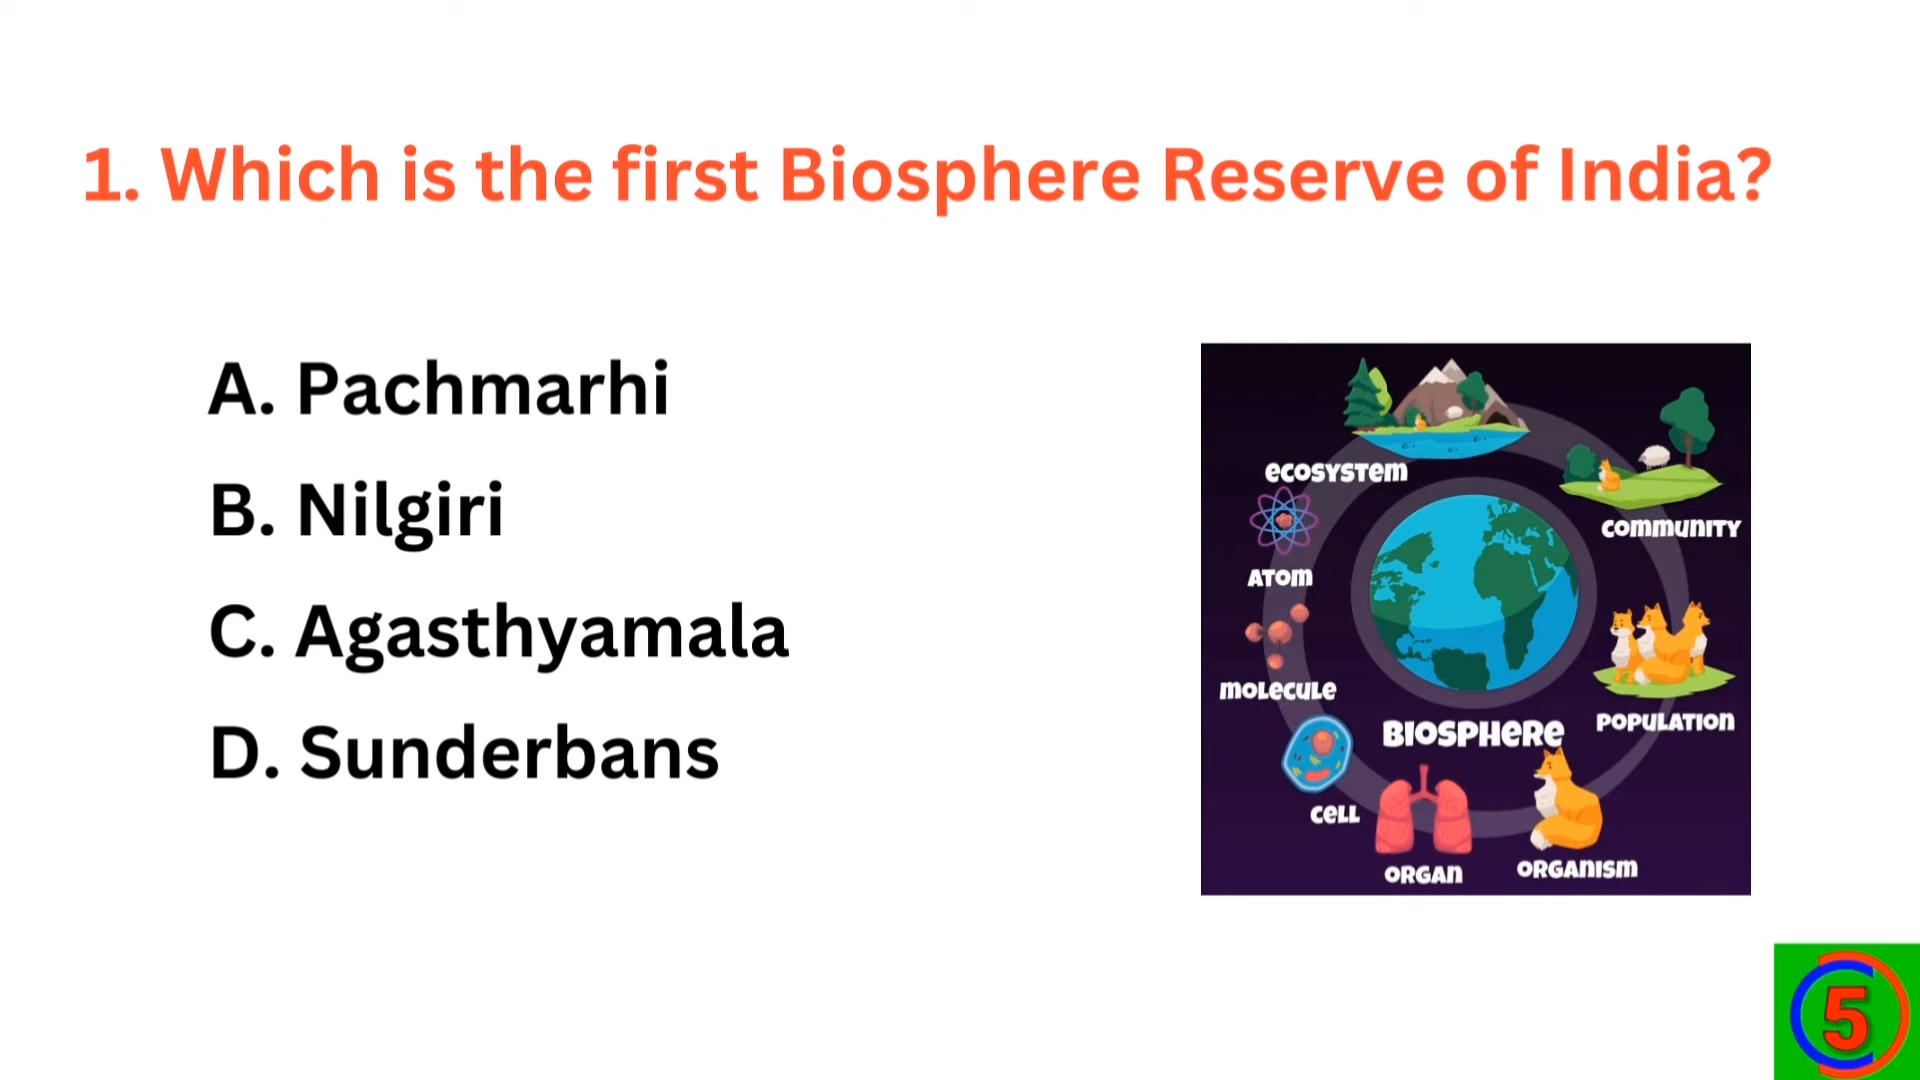 1. Which is the first Biosphere Reserve of India?
A. Pachmarhi
B. Nilgiri
C. Agasthyamala
D. Sunderbans
ECOSYSTEM
COMMUNITY
ATOM
MOLECULE
POPULATION
BIOSPHERE
CELL
ORGAN
ORGANISM
5